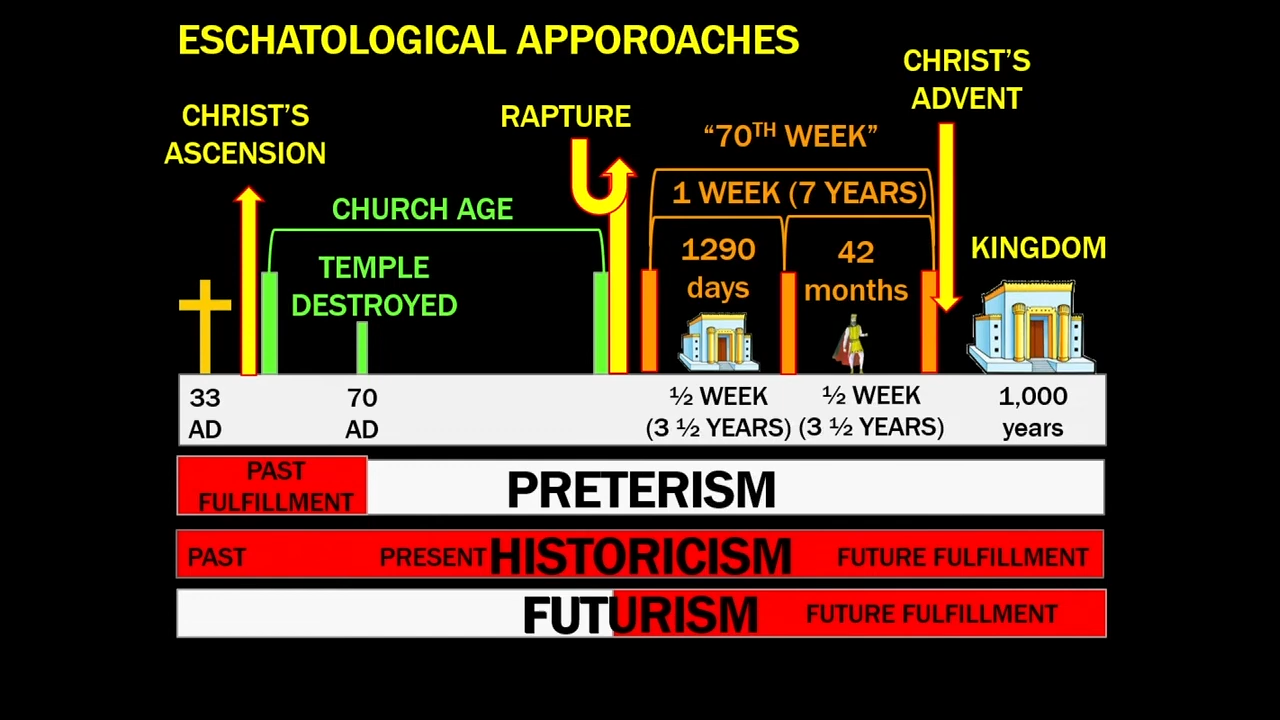 ESCHATOLOGICAL APPOROACHES
CHRIST'S
ADVENT
CHRIST'S
ASCENSION
RAPTURE
“70TH WEEK”
1 WEEK (7 YEARS)
CHURCH AGE
TEMPLE
DESTROYED
1290
days
42
months
KINGDOM
33
AD
70
AD
½ WEEK
(3 ½ YEARS)
½ WEEK
(3 ½ YEARS)
1,000
years
PAST
FULFILLMENT
PRETERISM
PAST PRESENT HISTORICISM FUTURE FULFILLMENT
FUTURISM FUTURE FULFILLMENT